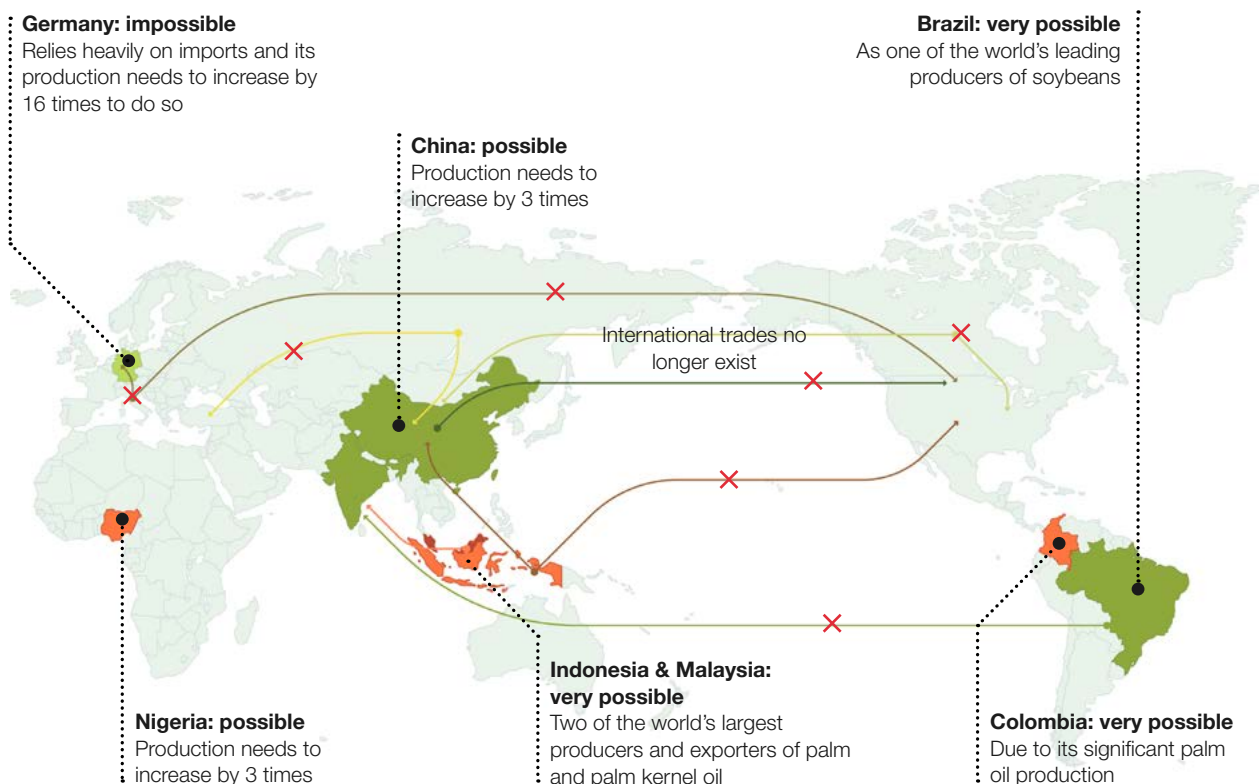 Germany: impossible
Relies heavily on imports and its
production needs to increase by
16 times to do so
Brazil: very possible
As one of the world’s leading
producers of soybeans
China: possible
Production needs to
increase by 3 times
International trades no
longer exist
Nigeria: possible
Production needs to
increase by 3 times
Indonesia & Malaysia:
very possible
Two of the world’s largest
producers and exporters of palm
and palm kernel oil
Colombia: very possible
Due to its significant palm
oil production